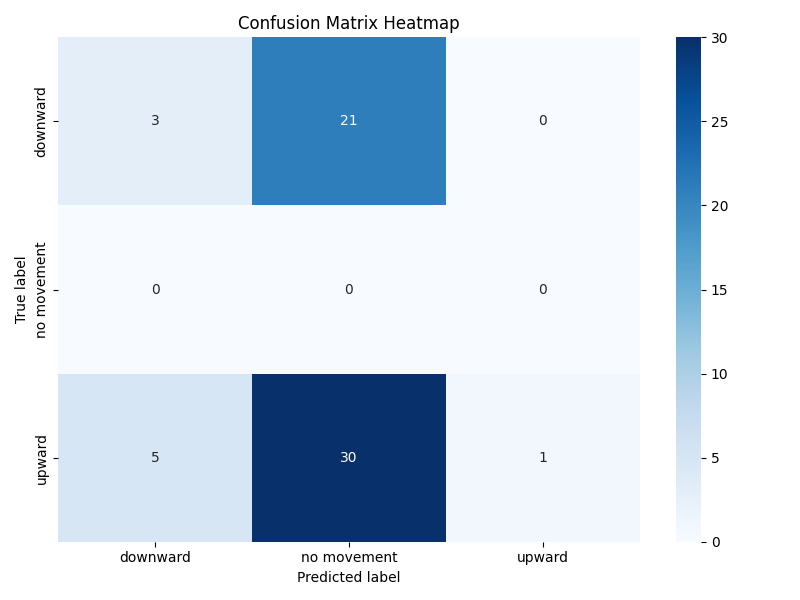 Confusion Matrix Heatmap
True label
downward
3 21 0
no movement
0 0 0
upward
5 30 1
downward no movement upward
Predicted label
30
25
20
15
10
5
0